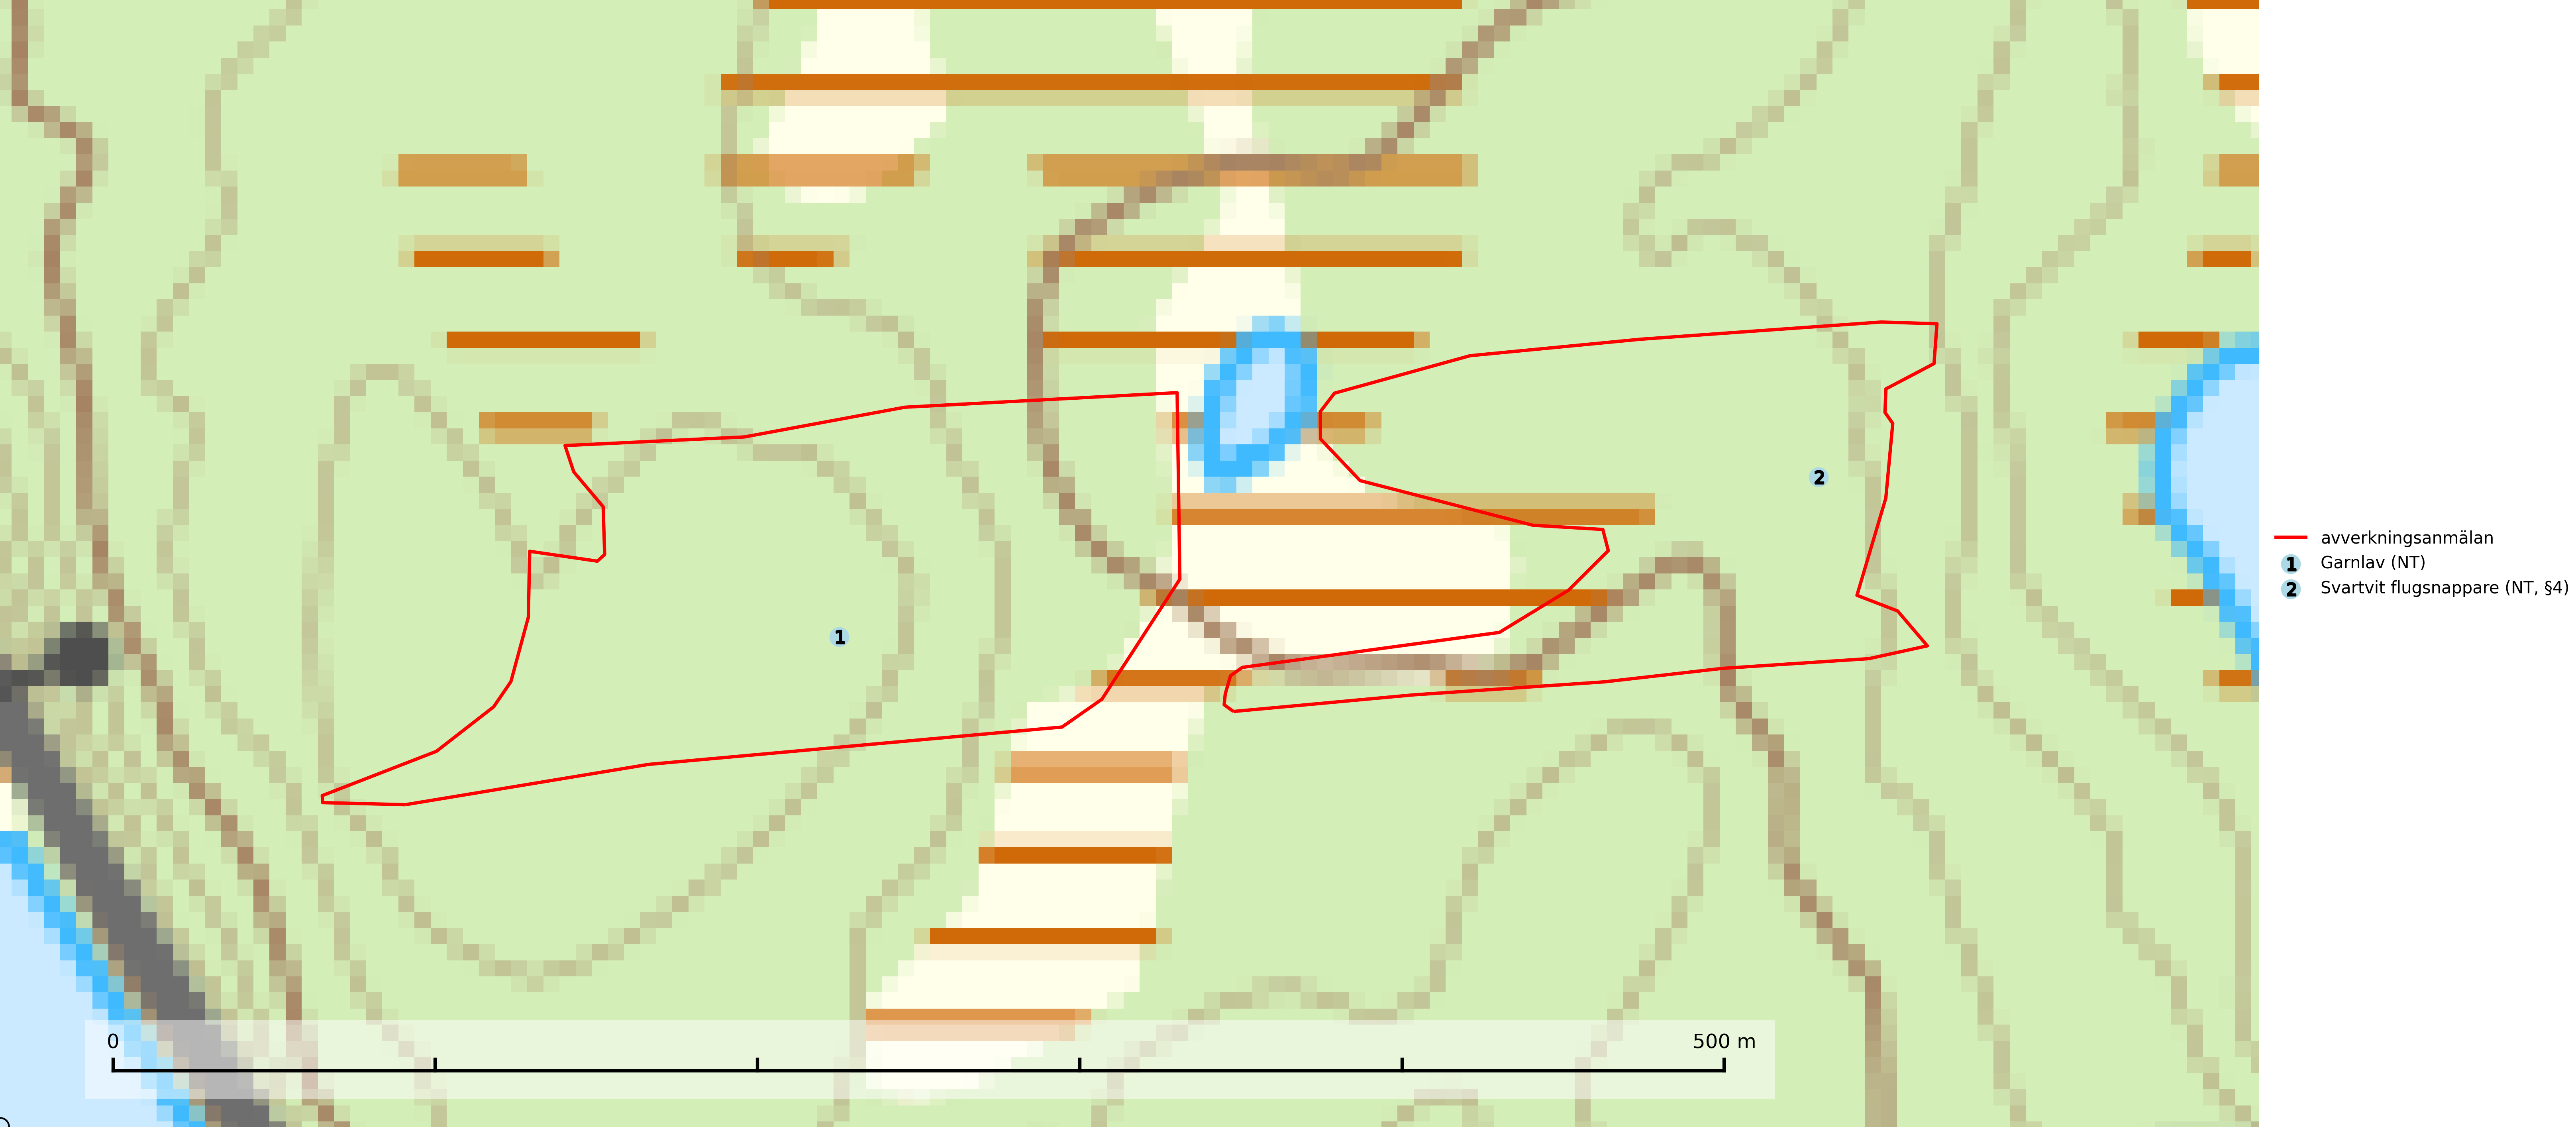 2
1
avverkningsanmälan
1 Garnlav (NT)
2 Svartvit flugsnappare (NT, §4)
0 500 m